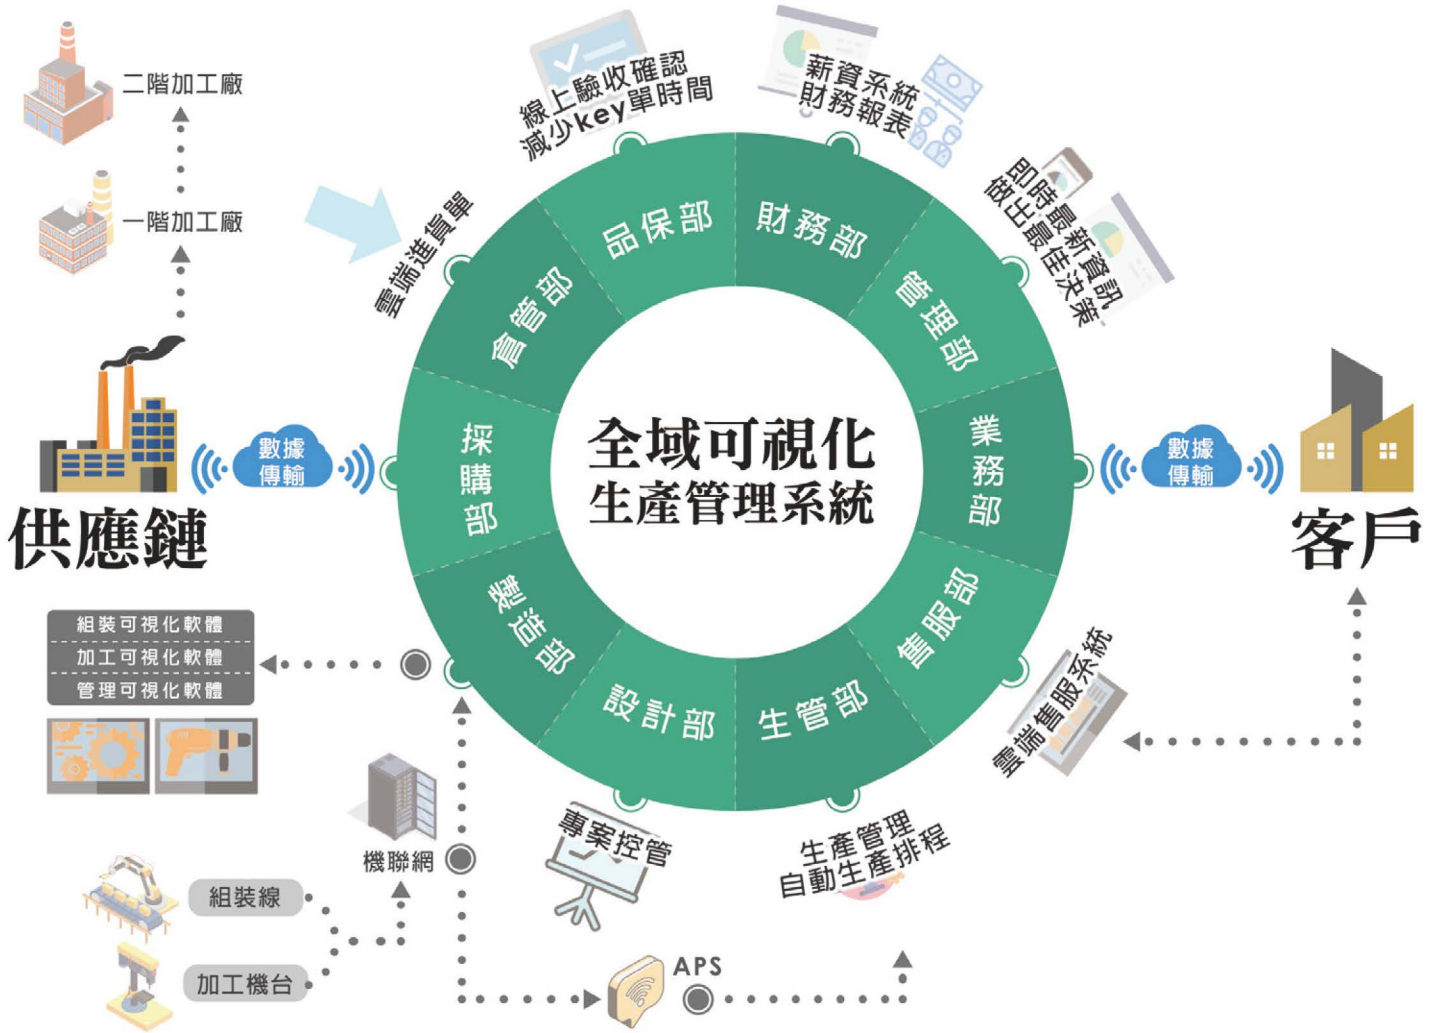 二階加工廠
一階加工廠
供應鏈
數據
傳輸
線上驗收確認
減少key單時間
薪資系統
財務報表
即時最新資訊
做出最佳決策
雲端進貨單
品保部
財務部
倉管部
管理部
採購部
業務部
製造部
售服部
設計部
生管部
全域可視化
生產管理系統
數據
傳輸
客戶
組裝可視化軟體
加工可視化軟體
管理可視化軟體
雲端售服系統
專案控管
生產管理
自動生產排程
機聯網
組裝線
加工機台
APS